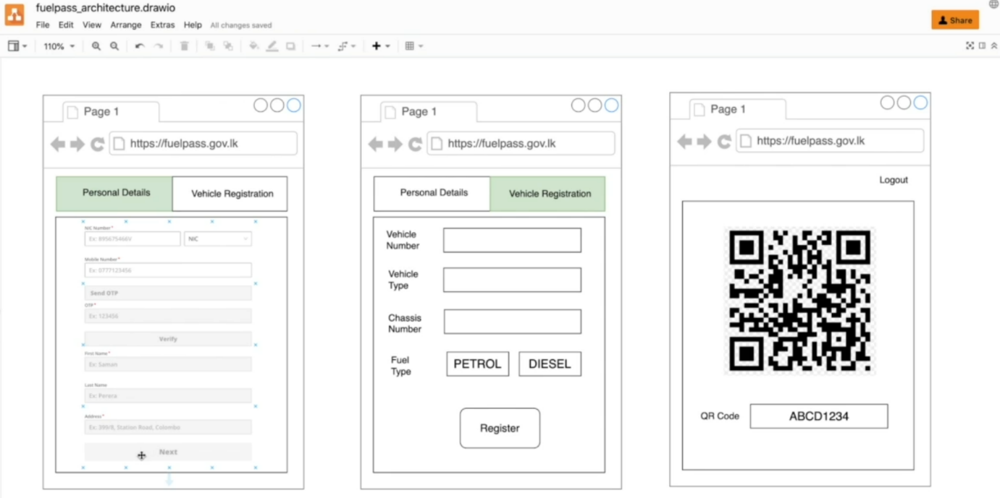 fuelpass_architecture.drawio
File Edit View Arrange Extras Help All changes saved
Share
110%
Page 1
https://fuelpass.gov.lk
Personal Details
Vehicle Registration
NIC Number*
Ex: 895675466V
NIC
Mobile Number*
Ex: 0777123456
Send OTP
OTP*
Ex: 123456
Verify
First Name*
Ex: Saman
Last Name
Ex: Perera
Address*
Ex: 399/8, Station Road, Colombo
Next
Page 1
https://fuelpass.gov.lk
Personal Details
Vehicle Registration
Vehicle
Number
Vehicle
Type
Chassis
Number
Fuel
Type
PETROL
DIESEL
Register
Page 1
https://fuelpass.gov.lk
Logout
QR Code
ABCD1234